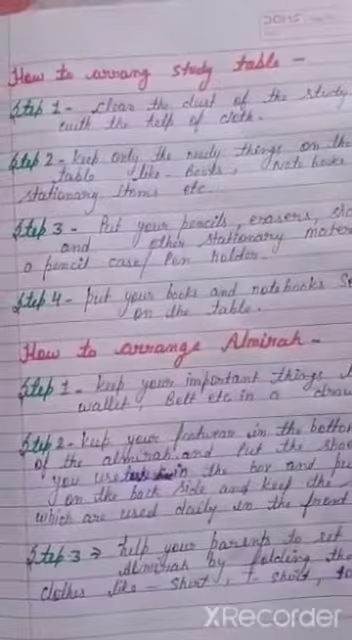 DOMS
How to arrang study table -
Step 1 - clear the dust of the study
with the help of cloth.
Step 2 - keep only the needy things on the
table like - Books, Note books
stationary items etc.
Step 3 - Put your pencils, erasers,
and other stationary
a pencil case/ Pen holder.
Step 4 - put your books and notebooks
on the table.
How to arrange Almirah -
Step 1 - keep your important things
wallet, Belt etc in a
Step 2 - keep your in the
of the almirah and put the
you use in the box and
on the back side and keep the
which are used daily in the front
Step 3 ⇒ help your parents to set
Almirah by folding the
clothes like - shirt, t-shirt,
XRecorder